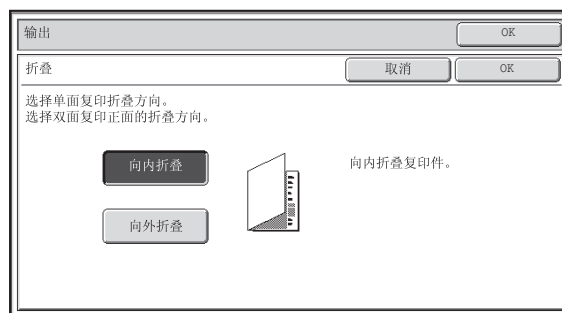 输出 OK
折叠 取消 OK
选择单面复印折叠方向。
选择双面复印正面的折叠方向。
向内折叠 向内折叠复印件。
向外折叠